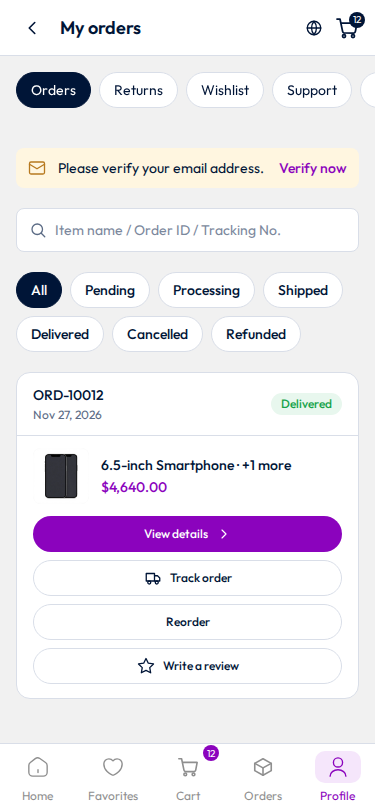 My orders
12
Orders
Returns
Wishlist
Support
Please verify your email address. Verify now
Item name / Order ID / Tracking No.
All
Pending
Processing
Shipped
Delivered
Cancelled
Refunded
ORD-10012
Nov 27, 2026
Delivered
6.5-inch Smartphone · +1 more
$4,640.00
View details
Track order
Reorder
Write a review
12
Home
Favorites
Cart
Orders
Profile